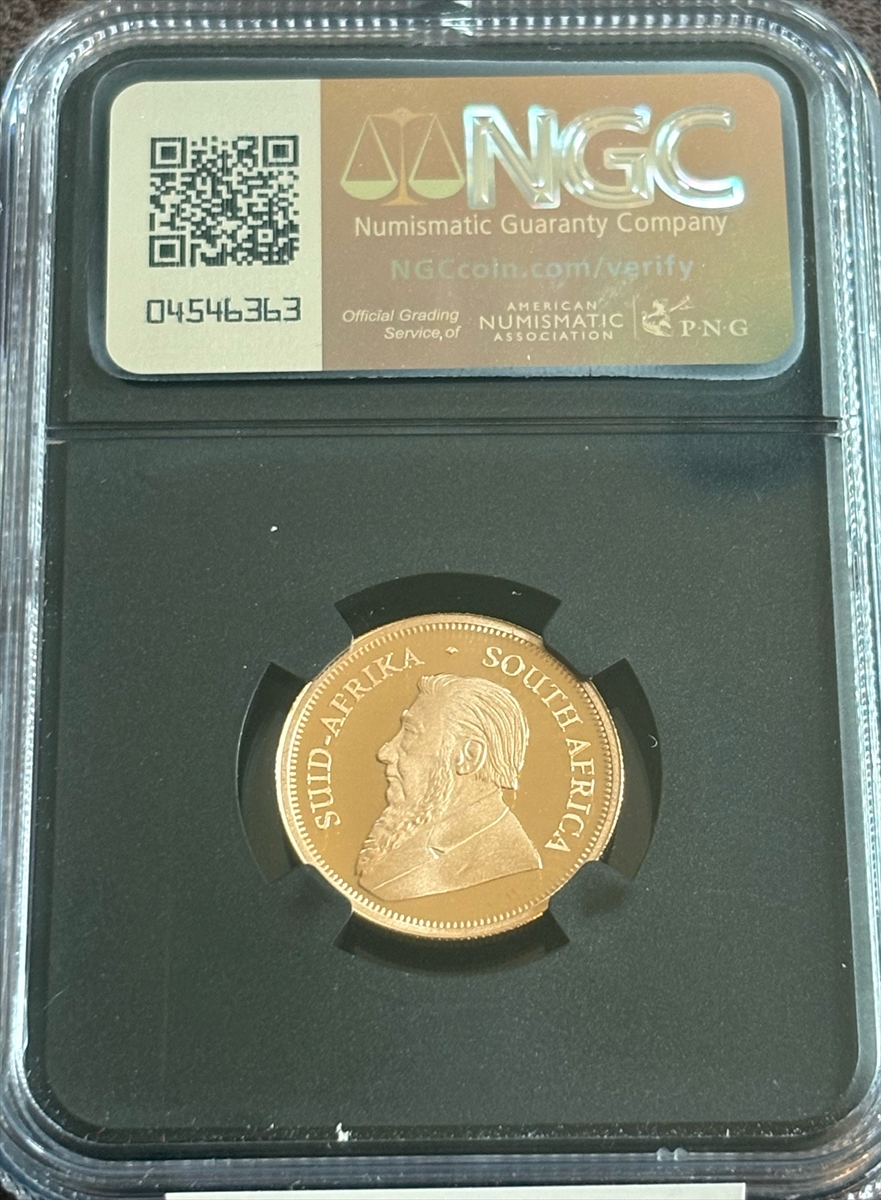 NGC
Numismatic Guaranty Company
NGCcoin.com/verify
04546363
Official Grading
Service, of
AMERICAN
NUMISMATIC
ASSOCIATION
P·N·G
SUID-AFRIKA · SOUTH AFRICA